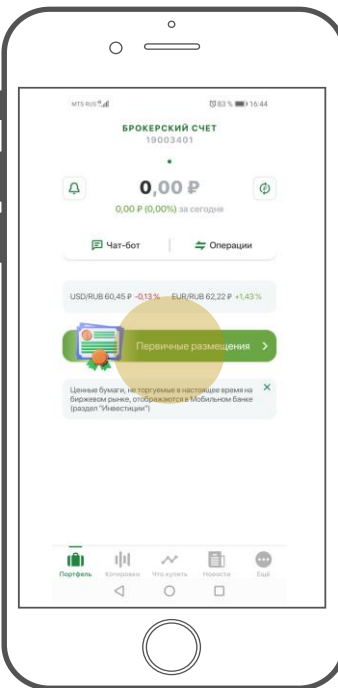 MTS RUS 83 % 16:44
БРОКЕРСКИЙ СЧЕТ
19003401
0,00 ₽
0,00 ₽ (0,00%) за сегодня
Чат-бот Операции
USD/RUB 60,45 ₽ -0,13 % EUR/RUB 62,22 ₽ +1,43 %
Первичные размещения
Ценные бумаги, не торгуемые в настоящее время на
биржевом рынке, отображаются в Мобильном банке
(раздел "Инвестиции")
Портфель Котировки Что купить Новости Ещё